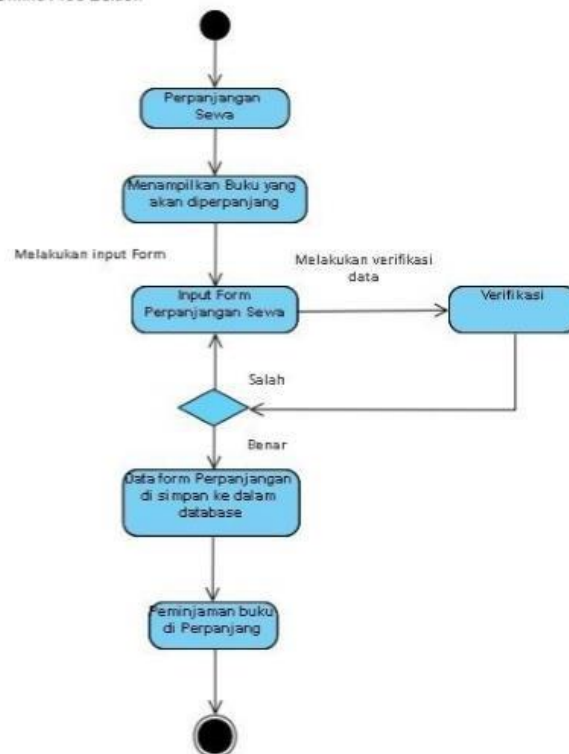 Perpanjangan
Sewa
Menampilkan Buku yang
akan diperpanjang
Melakukan input Form
Melakukan verifikasi
data
Input Form
Perpanjangan Sewa
Verifikasi
Salah
Benar
Data form Perpanjangan
di simpan ke dalam
database
Peminjaman buku
di Perpanjang